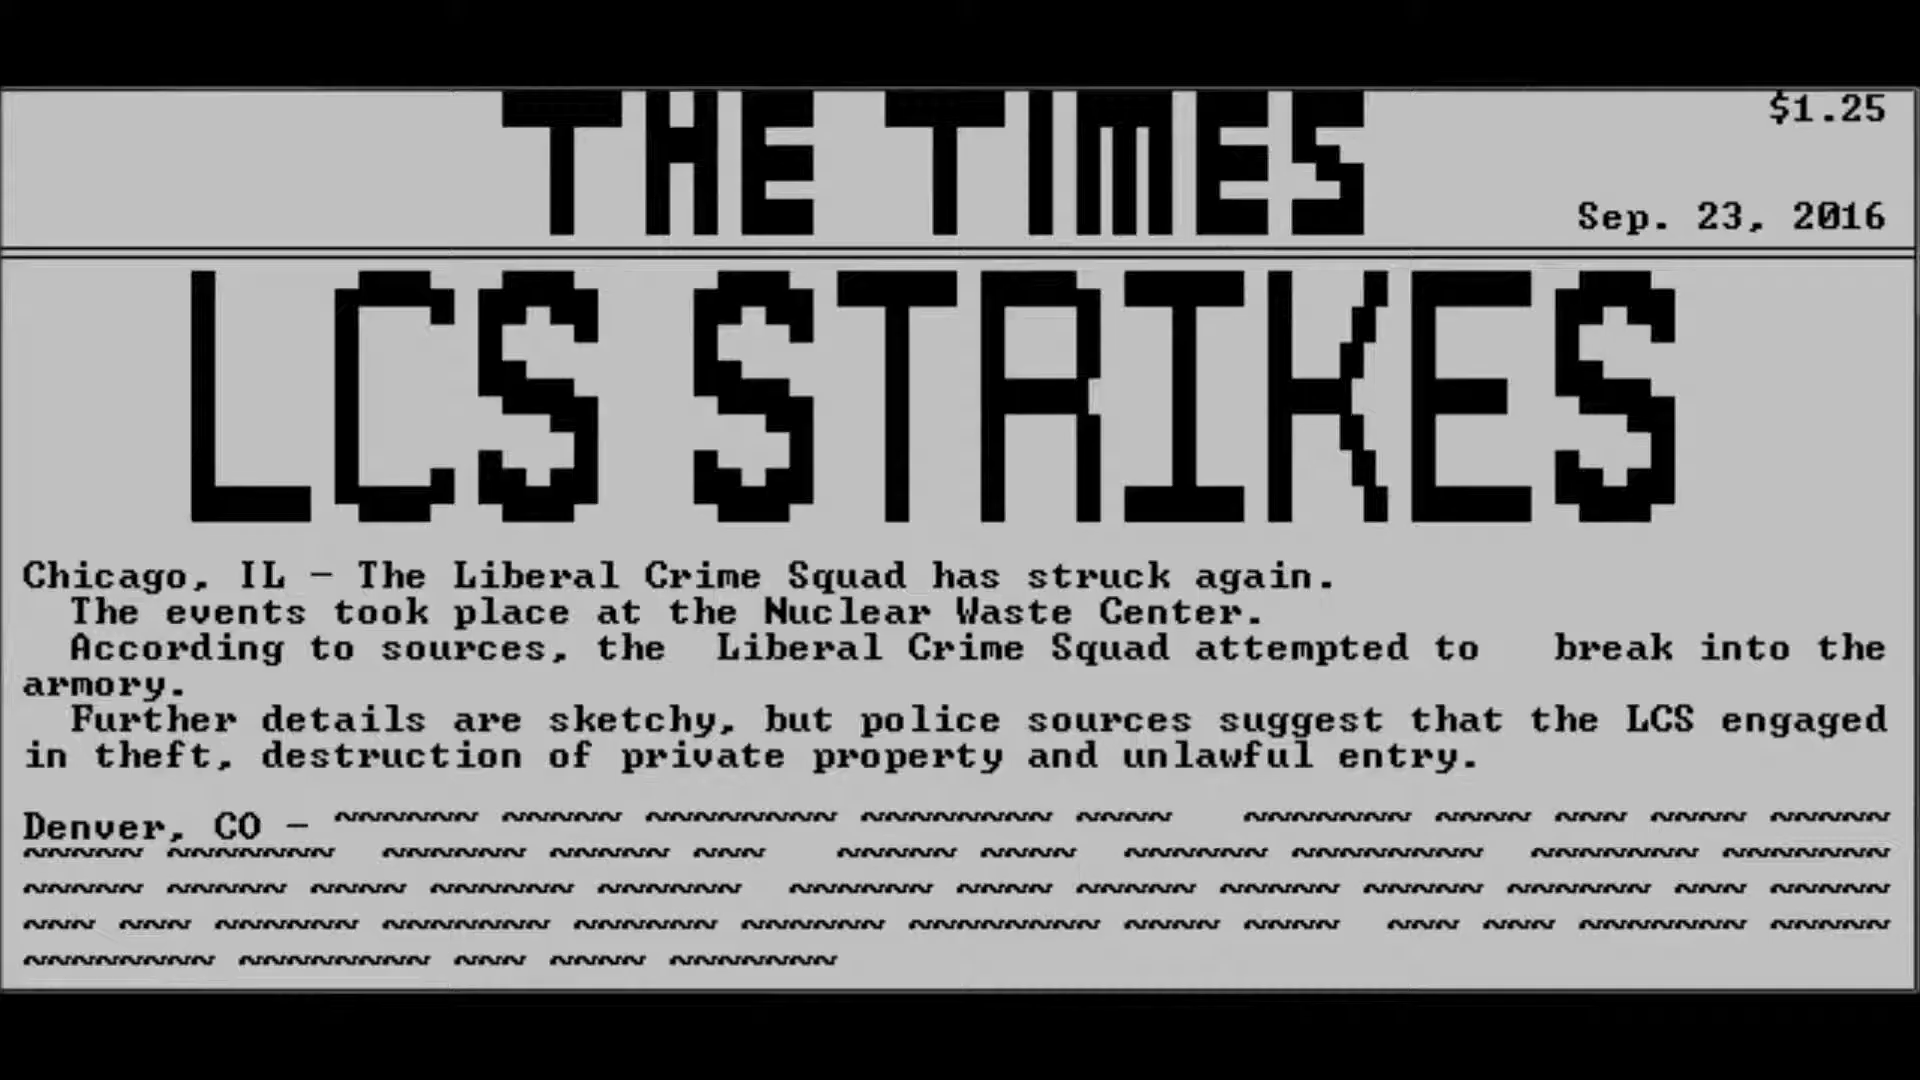 THE TIMES
$1.25
Sep. 23, 2016
LCS STRIKES
Chicago, IL - The Liberal Crime Squad has struck again.
The events took place at the Nuclear Waste Center.
According to sources, the Liberal Crime Squad attempted to break into the
armory.
Further details are sketchy, but police sources suggest that the LCS engaged
in theft, destruction of private property and unlawful entry.
Denver, CO -